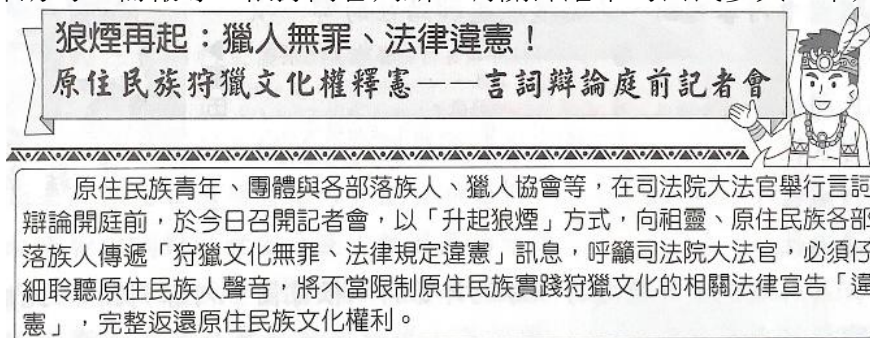 狼煙再起：獵人無罪、法律違憲！
原住民族狩獵文化權釋憲——言詞辯論庭前記者會
原住民族青年、團體與各部落族人、獵人協會等，在司法院大法官舉行言詞
辯論開庭前，於今日召開記者會，以「升起狼煙」方式，向祖靈、原住民族各部
落族人傳遞「狩獵文化無罪、法律規定違憲」訊息，呼籲司法院大法官，必須仔
細聆聽原住民族人聲音，將不當限制原住民族實踐狩獵文化的相關法律宣告「違
憲」，完整返還原住民族文化權利。